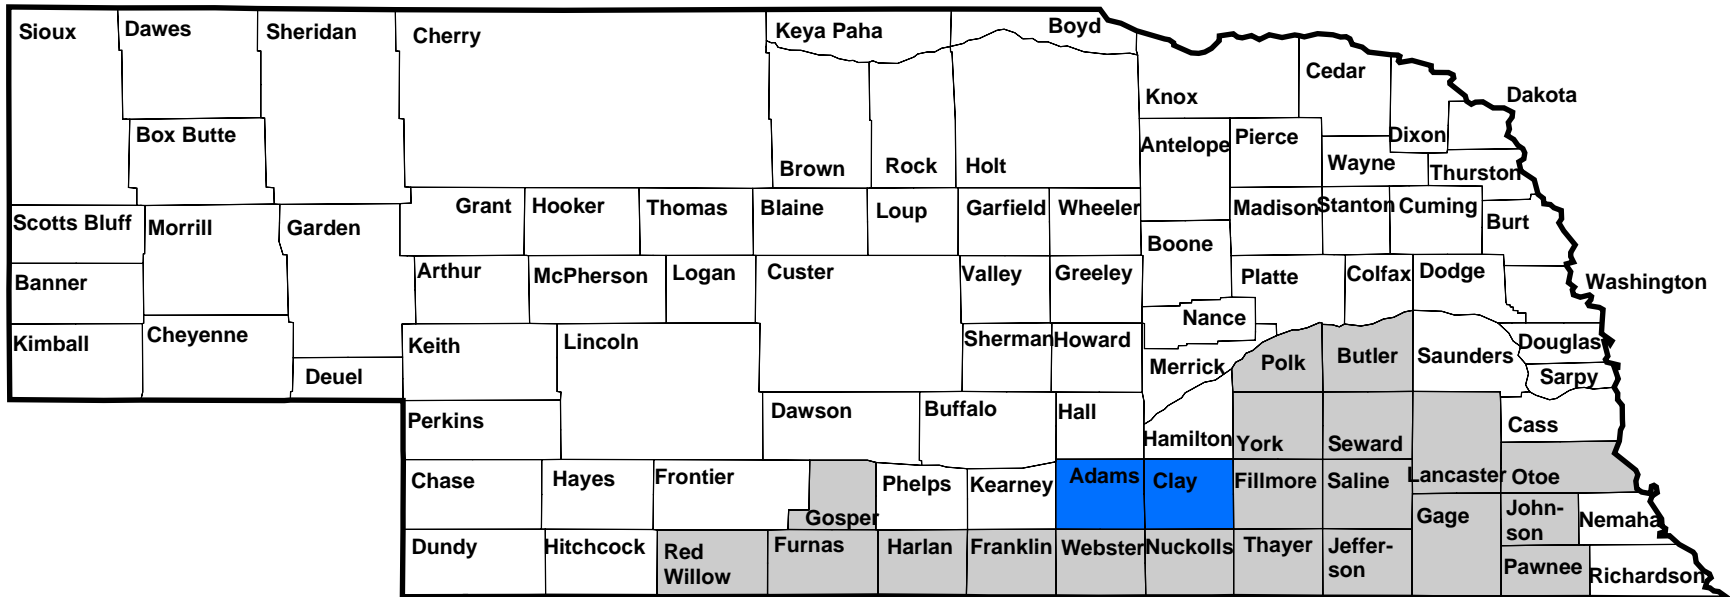 Sioux
Dawes
Sheridan
Cherry
Keya Paha
Boyd
Knox
Cedar
Dakota
Box Butte
Brown
Rock
Holt
Antelope
Pierce
Dixon
Wayne
Thurston
Scotts Bluff
Morrill
Garden
Grant
Hooker
Thomas
Blaine
Loup
Garfield
Wheeler
Boone
Madison
Stanton
Cuming
Burt
Banner
Arthur
McPherson
Logan
Custer
Valley
Greeley
Platte
Colfax
Dodge
Washington
Nance
Kimball
Cheyenne
Deuel
Keith
Lincoln
Sherman
Howard
Merrick
Polk
Butler
Saunders
Douglas
Sarpy
Perkins
Dawson
Buffalo
Hall
Hamilton
York
Seward
Cass
Chase
Hayes
Frontier
Gosper
Phelps
Kearney
Adams
Clay
Fillmore
Saline
Lancaster
Otoe
Gage
John-
son
Nemaha
Dundy
Hitchcock
Red
Willow
Furnas
Harlan
Franklin
Webster
Nuckolls
Thayer
Jeffer-
son
Pawnee
Richardson